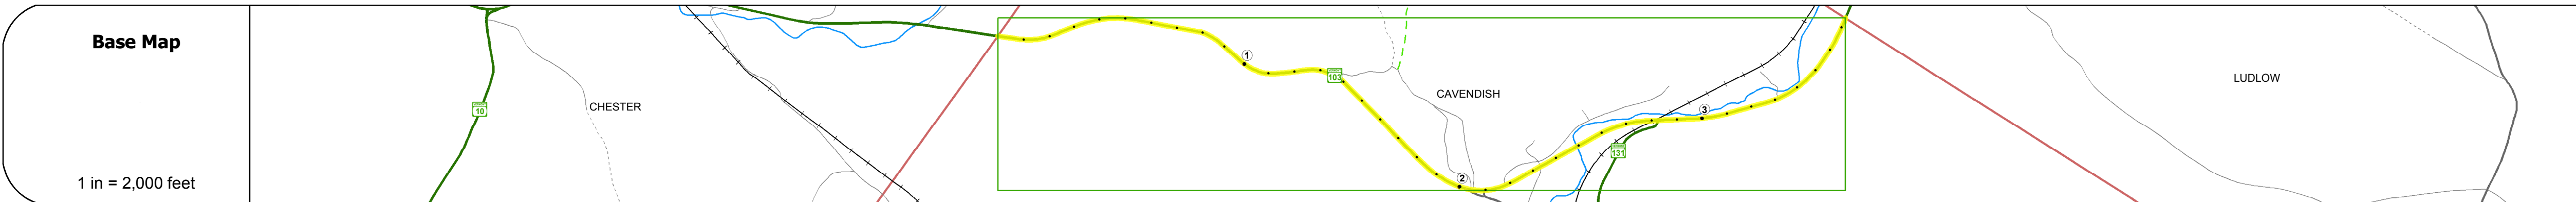 Base Map
1 in = 2,000 feet
10
CHESTER
1
103
CAVENDISH
2
3
131
LUDLOW